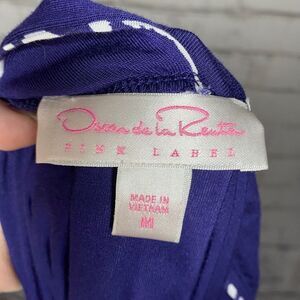 Oscar de la Renta
PINK LABEL
MADE IN
VIETNAM
M